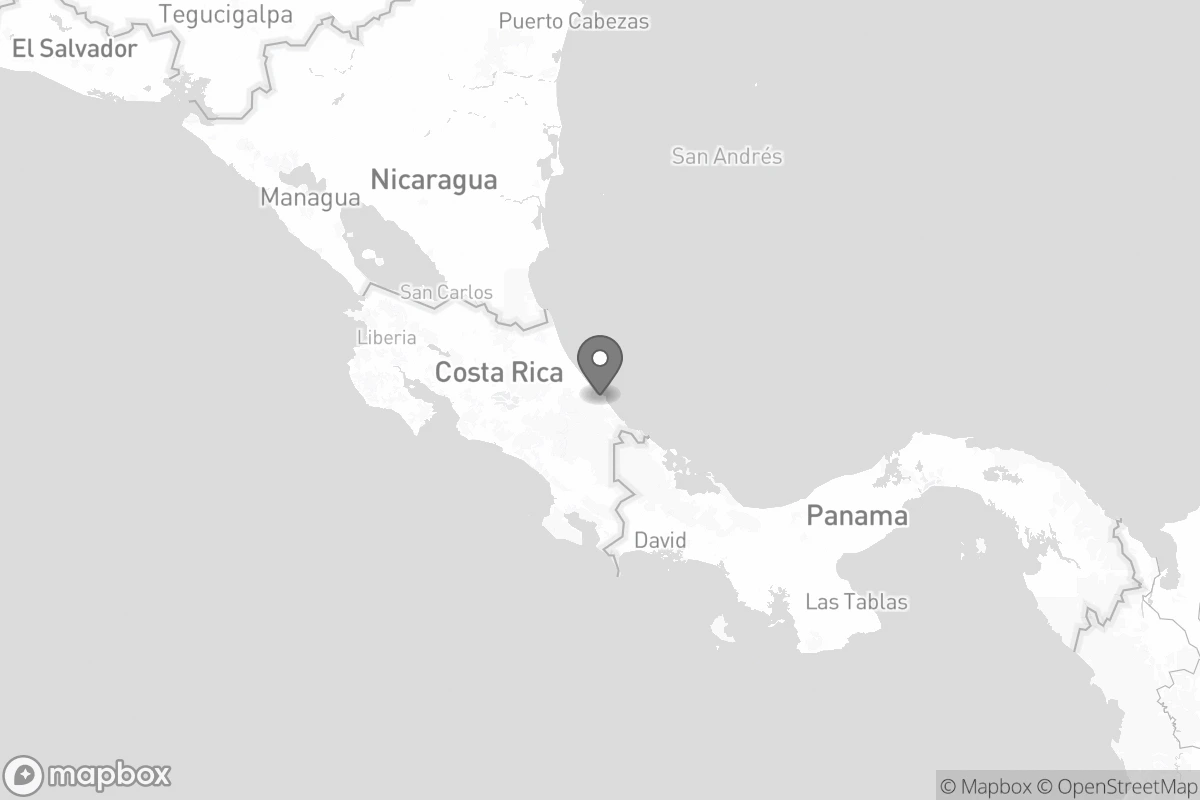 Tegucigalpa
Puerto Cabezas
El Salvador
San Andrés
Nicaragua
Managua
San Carlos
Liberia
Costa Rica
Panama
David
Las Tablas
mapbox
© Mapbox © OpenStreetMap